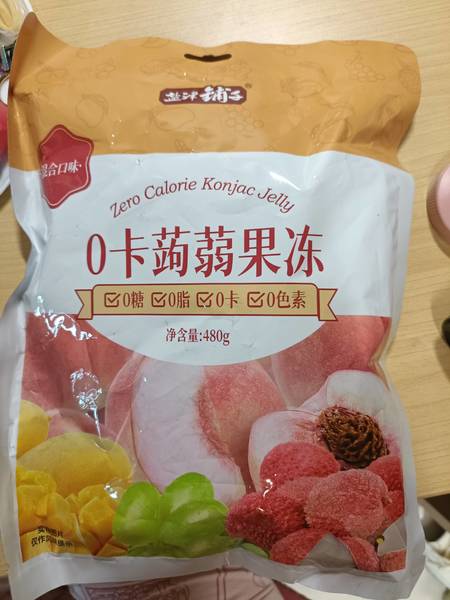 盐津铺子
混合口味
Zero Calorie Konjac Jelly
0卡蒟蒻果冻
0糖 0脂 0卡 0色素
净含量:480g